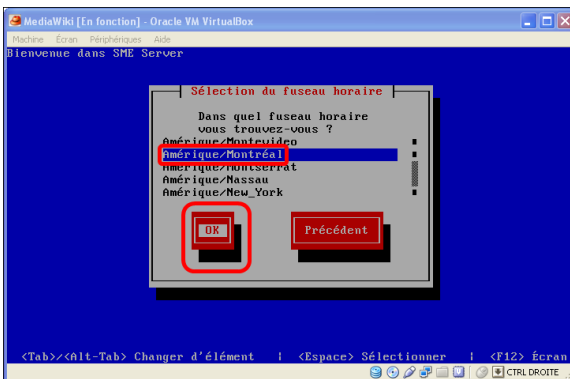 MediaWiki [En fonction] - Oracle VM VirtualBox
Machine Écran Périphériques Aide
Bienvenue dans SME Server
Sélection du fuseau horaire
Dans quel fuseau horaire
vous trouvez-vous ?
Amérique/Montevideo
Amérique/Montréal
Amérique/Montserrat
Amérique/Nassau
Amérique/New_York
OK Précédent
<Tab>/<Alt-Tab> Changer d'élément | <Espace> Sélectionner | <F12> Écran
CTRL DROITE